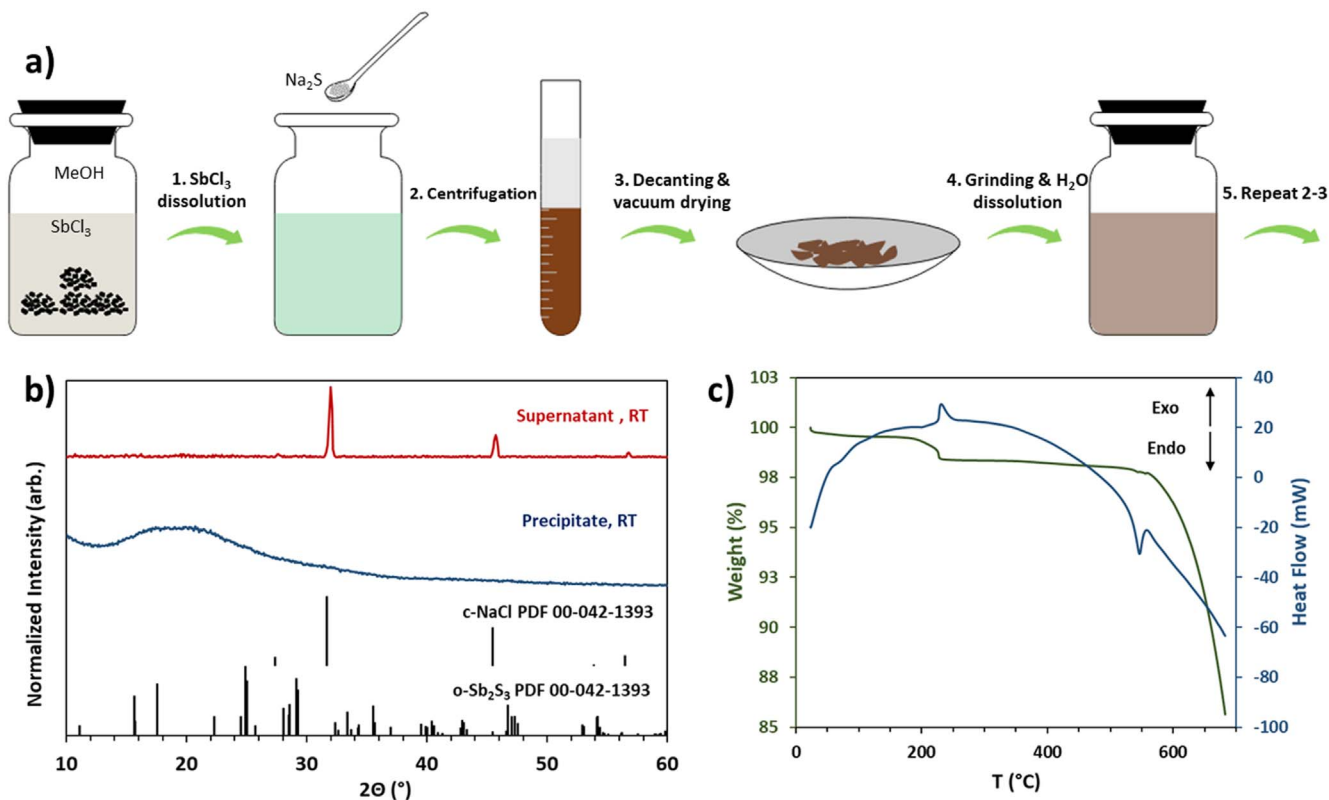 a)
Na₂S
MeOH
SbCl₃
1. SbCl₃
dissolution
2. Centrifugation
3. Decanting &
vacuum drying
4. Grinding & H₂O
dissolution
5. Repeat 2-3
b)
Supernatant , RT
Precipitate, RT
c-NaCl PDF 00-042-1393
o-Sb₂S₃ PDF 00-042-1393
Normalized Intensity (arb.)
10
20
30
40
50
60
2Θ (°)
c)
Exo
Endo
103
100
98
95
93
90
88
85
Weight (%)
40
20
0
-20
-40
-60
-80
-100
Heat Flow (mW)
0
200
400
600
T (°C)